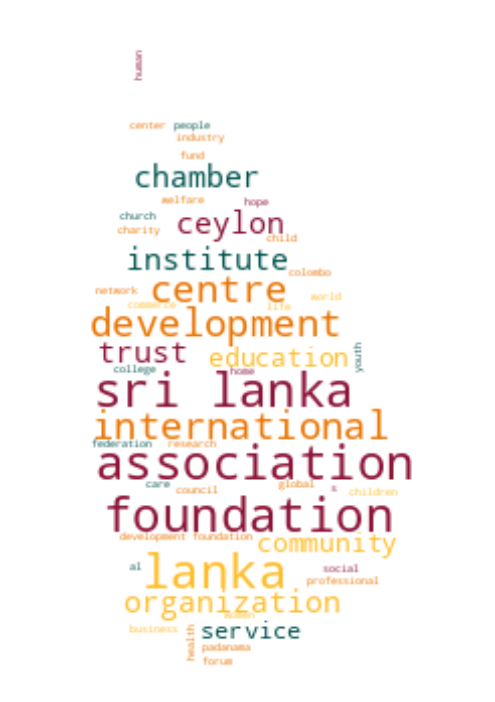 human
center people
industry
fund
chamber
welfare
hope
church
ceylon
charity
child
institute
colombo
network
centre
world
commerce
life
development
trust
education
youth
college
home
sri lanka
international
federation research
association
care
council
global
s
children
foundation
development foundation
community
al
lanka
social
professional
organization
women
business
service
health
padanama
forum